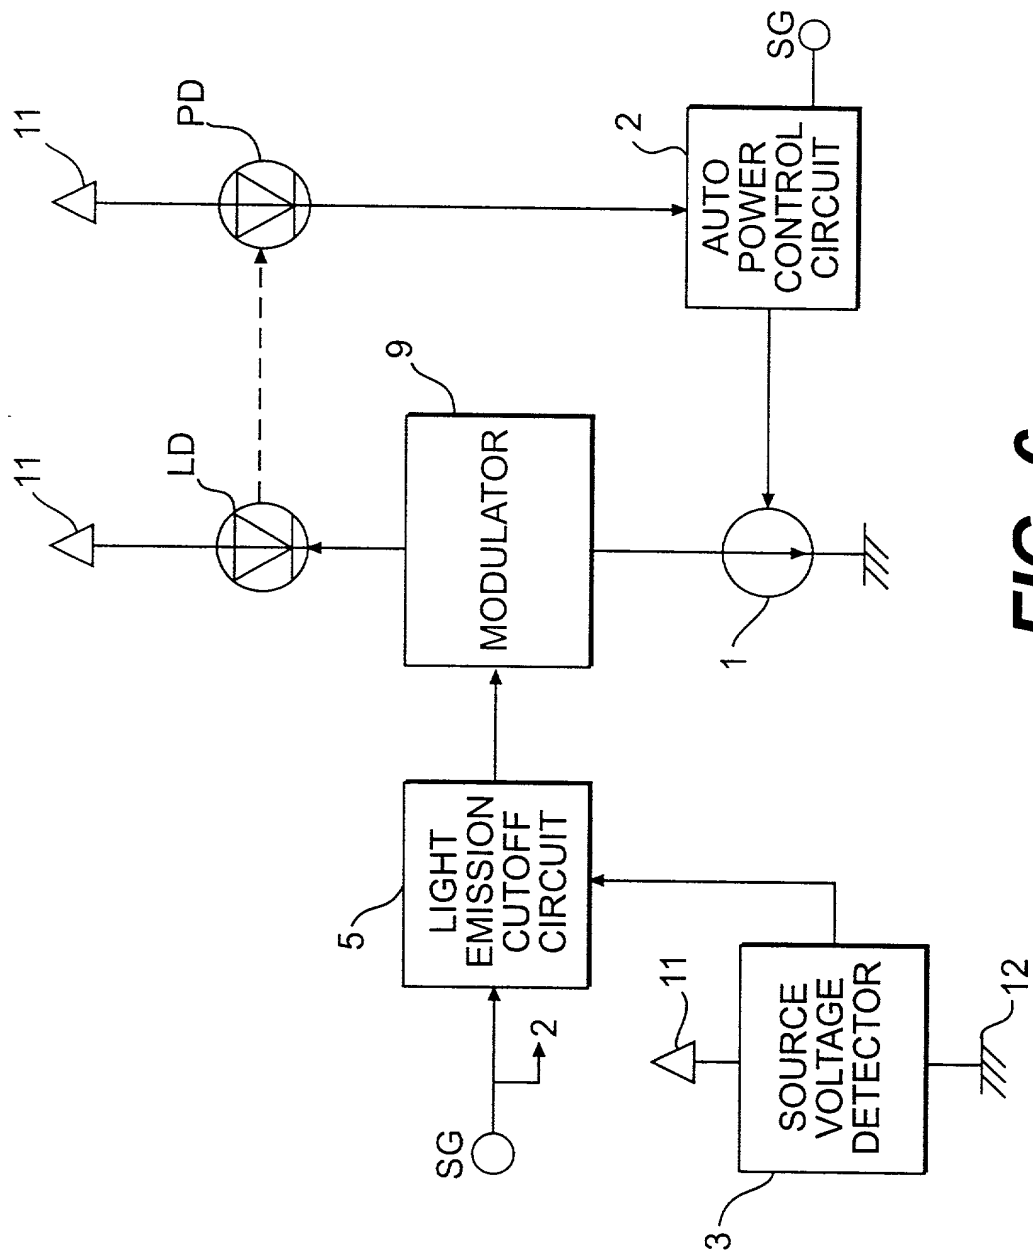 11
PD
2
AUTO
POWER
CONTROL
CIRCUIT
SG
11
LD
9
MODULATOR
1
5
LIGHT
EMISSION
CUTOFF
CIRCUIT
SG
2
11
3
SOURCE
VOLTAGE
DETECTOR
12
FIG.